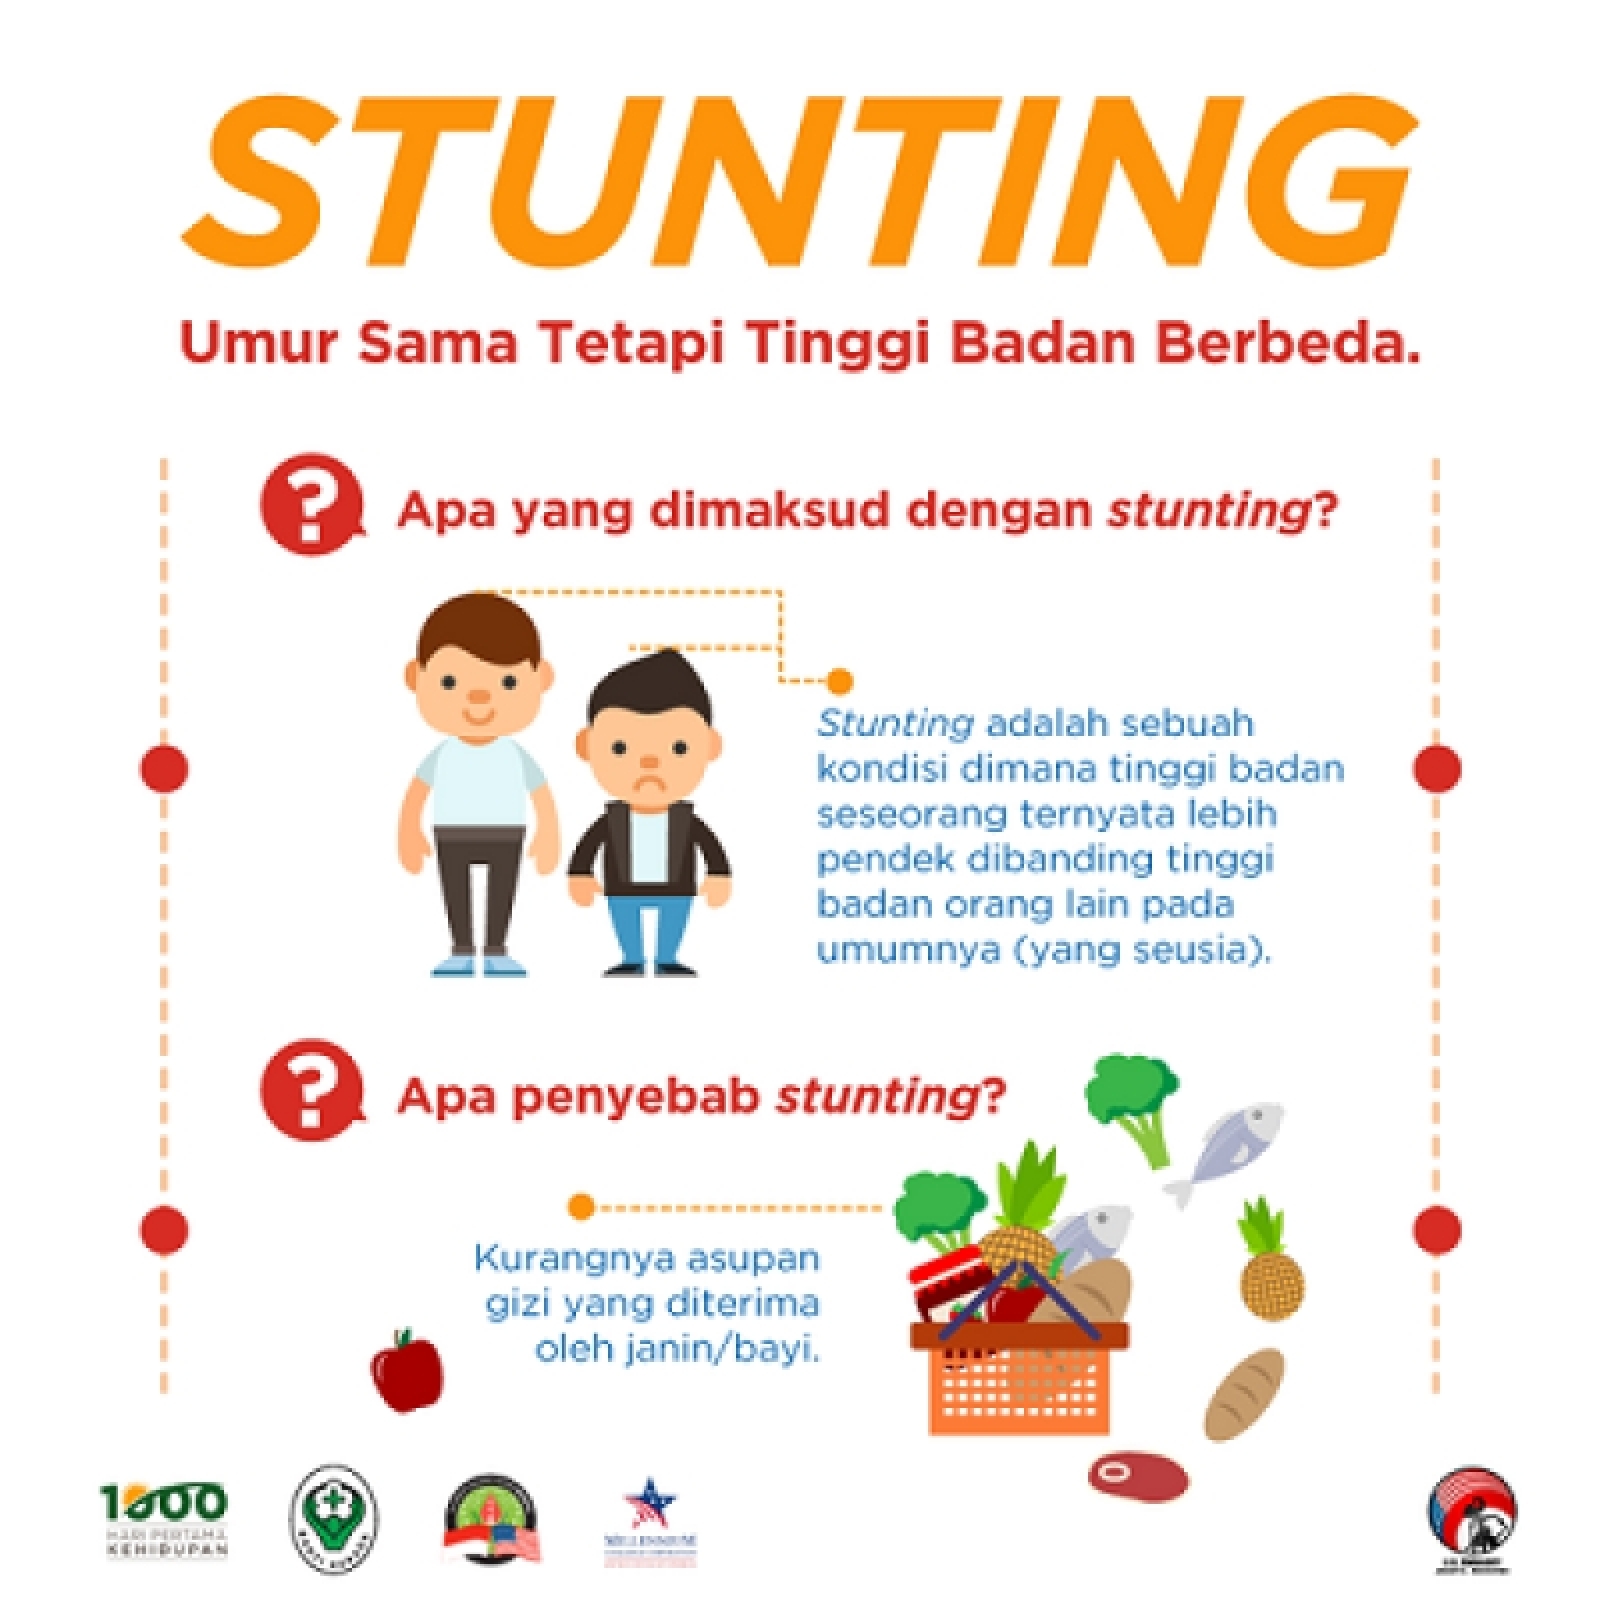 STUNTING
Umur Sama Tetapi Tinggi Badan Berbeda.
Apa yang dimaksud dengan stunting?
Stunting adalah sebuah
kondisi dimana tinggi badan
seseorang ternyata lebih
pendek dibanding tinggi
badan orang lain pada
umumnya (yang seusia).
Apa penyebab stunting?
Kurangnya asupan
gizi yang diterima
oleh janin/bayi.
1000
HARI PERTAMA
KEHIDUPAN
BAKTI HUSADA
MILLENNIUM